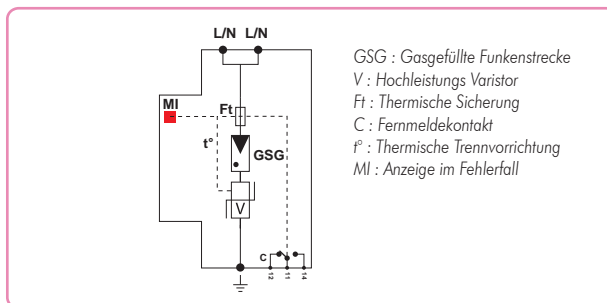 L/N L/N
MI
Ft
t°
GSG
V
C
12 11 14
GSG : Gasgefüllte Funkenstrecke
V : Hochleistungs Varistor
Ft : Thermische Sicherung
C : Fernmeldekontakt
t° : Thermische Trennvorrichtung
MI : Anzeige im Fehlerfall